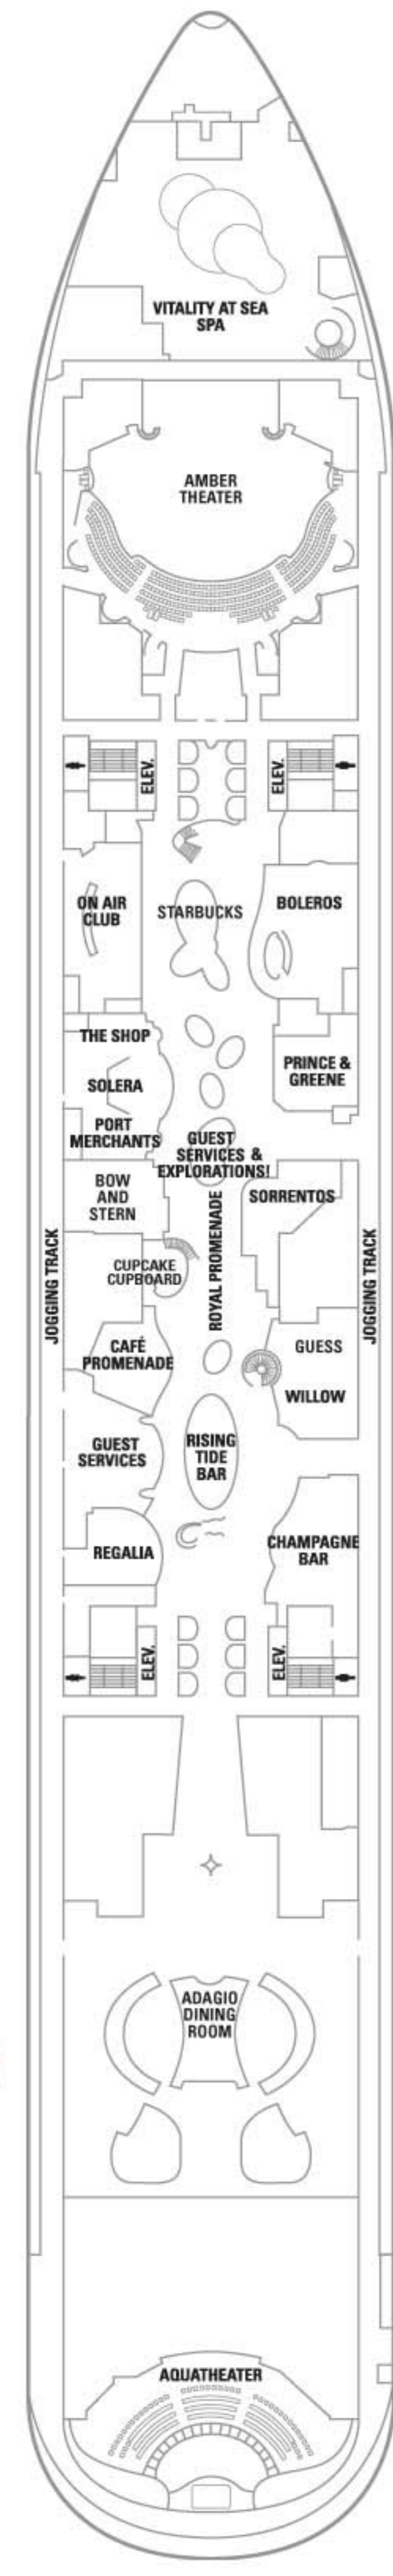 VITALITY AT SEA
SPA
AMBER
THEATER
ELEV.
ELEV.
ON AIR
CLUB
STARBUCKS
BOLEROS
THE SHOP
SOLERA
PORT
MERCHANTS
PRINCE &
GREENE
GUEST
SERVICES &
EXPLORATIONS!
BOW
AND
STERN
SORRENTOS
ROYAL PROMENADE
JOGGING TRACK
JOGGING TRACK
CUPCAKE
CUPBOARD
CAFÉ
PROMENADE
GUESS
WILLOW
GUEST
SERVICES
RISING
TIDE
BAR
REGALIA
CHAMPAGNE
BAR
ELEV.
ELEV.
ADAGIO
DINING
ROOM
AQUATHEATER